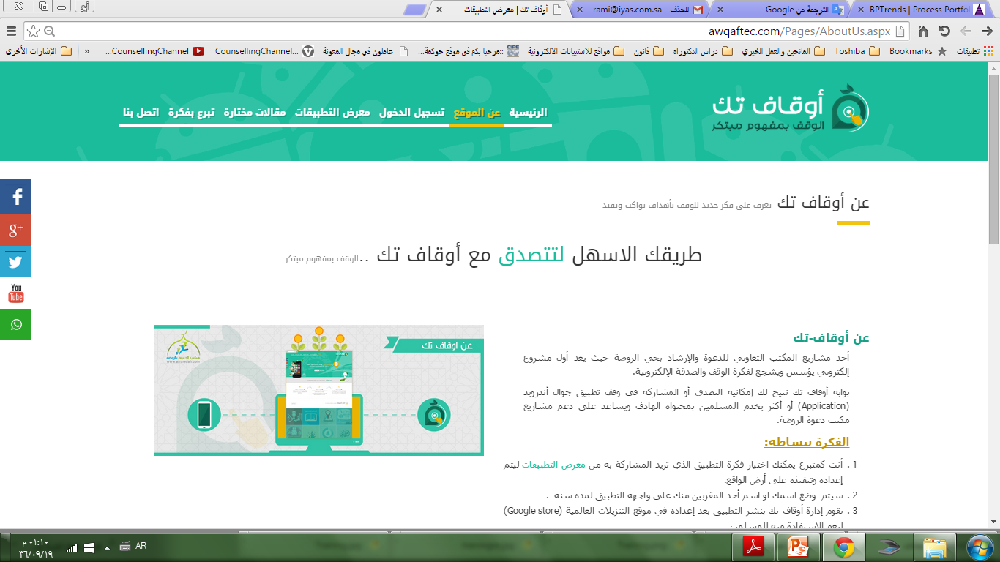 أوقاف تك | معرض التطبيقات
للحذف - rami@iyas.com.sa
الترجمة من Google
BPTrends | Process Portfo
awqaftec.com/Pages/AboutUs.aspx
تطبيقات
Bookmarks
Toshiba
المانحين والعمل الخيري
دراس الدكتوراه
قانون
مواقع للاستبيانات الالكترونية
::مرحبا بكم في موقع حوكمة...
عاملون في مجال المعونة
CounsellingChannel...
CounsellingChannel...
»
الإشارات الأخرى
أوقاف تك
الوقف بمفهوم مبتكر
الرئيسية عن الموقع تسجيل الدخول معرض التطبيقات مقالات مختارة تبرع بفكرة اتصل بنا
عن أوقاف تك تعرف على فكر جديد للوقف بأهداف تواكب وتفيد
طريقك الاسهل لتتصدق مع أوقاف تك ..الوقف بمفهوم مبتكر
You
Tube
عن أوقاف-تك
أحد مشاريع المكتب التعاوني للدعوة والإرشاد بحي الروضة حيث يعد أول مشروع
إلكتروني يؤسس ويشجع لفكرة الوقف والصدقة الإلكترونية.
بوابة أوقاف تك تتيح لك إمكانية التصدق أو المشاركة في وقف تطبيق جوال أندرويد
(Application) أو أكثر يخدم المسلمين بمحتواه الهادف ويساعد على دعم مشاريع
مكتب دعوة الروضة.
الفكرة ببساطة:
1. أنت كمتبرع يمكنك اختيار فكرة التطبيق الذي تريد المشاركة به من معرض التطبيقات ليتم
إعداده وتنفيذه على أرض الواقع.
2. سيتم وضع اسمك او اسم أحد المقربين منك على واجهة التطبيق لمدة سنة .
3. تقوم إدارة أوقاف تك بنشر التطبيق بعد إعداده في موقع التنزيلات العالمية (Google store)
لتعم الاستفادة منه للمسلمين.
عن اوقاف تك
AR
٠١:١٠ م
٣٦/٠٩/١٩